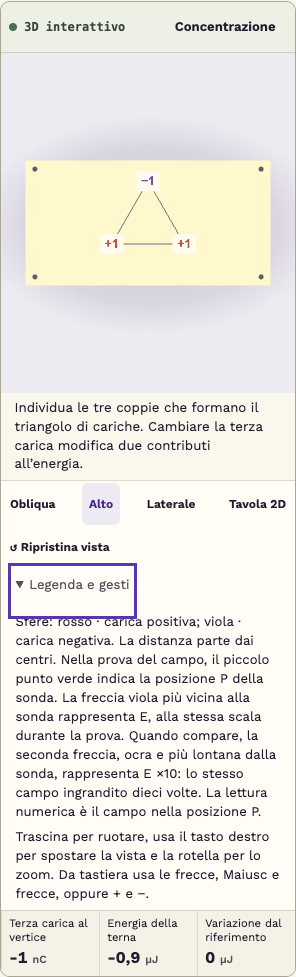 3D interattivo
Concentrazione
−1
+1
+1
Individua le tre coppie che formano il
triangolo di cariche. Cambiare la terza
carica modifica due contributi
all’energia.
Obliqua
Alto
Laterale
Tavola 2D
↺ Ripristina vista
▼ Legenda e gesti
Sfere: rosso · carica positiva; viola ·
carica negativa. La distanza parte dai
centri. Nella prova del campo, il piccolo
punto verde indica la posizione P della
sonda. La freccia viola più vicina alla
sonda rappresenta E, alla stessa scala
durante la prova. Quando compare, la
seconda freccia, ocra e più lontana dalla
sonda, rappresenta E ×10: lo stesso
campo ingrandito dieci volte. La lettura
numerica è il campo nella posizione P.
Trascina per ruotare, usa il tasto destro
per spostare la vista e la rotella per lo
zoom. Da tastiera usa le frecce, Maiusc e
frecce, oppure + e −.
Terza carica al
vertice
−1 nC
Energia della
terna
−0,9 μJ
Variazione dal
riferimento
0 μJ